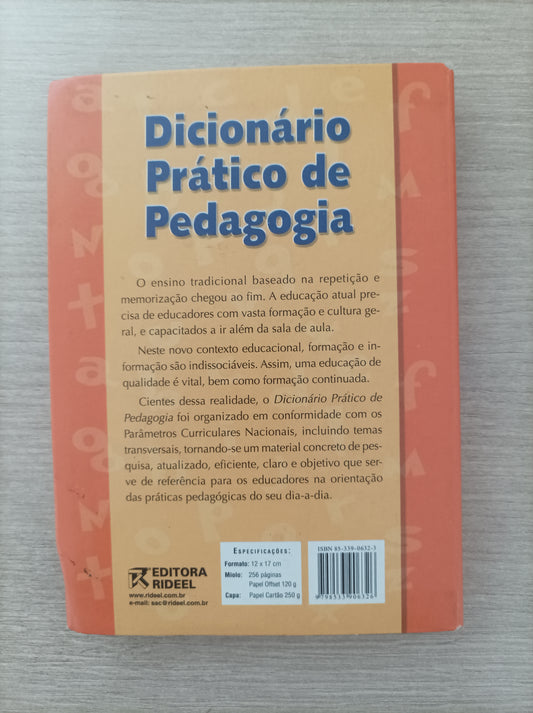 Dicionário
Prático de
Pedagogia
O ensino tradicional baseado na repetição e
memorização chegou ao fim. A educação atual pre-
cisa de educadores com vasta formação e cultura ge-
ral, e capacitados a ir além da sala de aula.
Neste novo contexto educacional, formação e in-
formação são indissociáveis. Assim, uma educação de
qualidade é vital, bem como formação continuada.
Cientes dessa realidade, o Dicionário Prático de
Pedagogia foi organizado em conformidade com os
Parâmetros Curriculares Nacionais, incluindo temas
transversais, tornando-se um material concreto de pes-
quisa, atualizado, eficiente, claro e objetivo que ser-
ve de referência para os educadores na orientação
das práticas pedagógicas do seu dia-a-dia.
EDITORA
RIDEEL
www.rideel.com.br
e-mail: sac@rideel.com.br
ESPECIFICAÇÕES:
Formato: 12 x 17 cm
Miolo: 256 páginas
Papel Offset 120 g
Capa: Papel Cartão 250 g
ISBN 85-339-0632-3
9 798533 906326